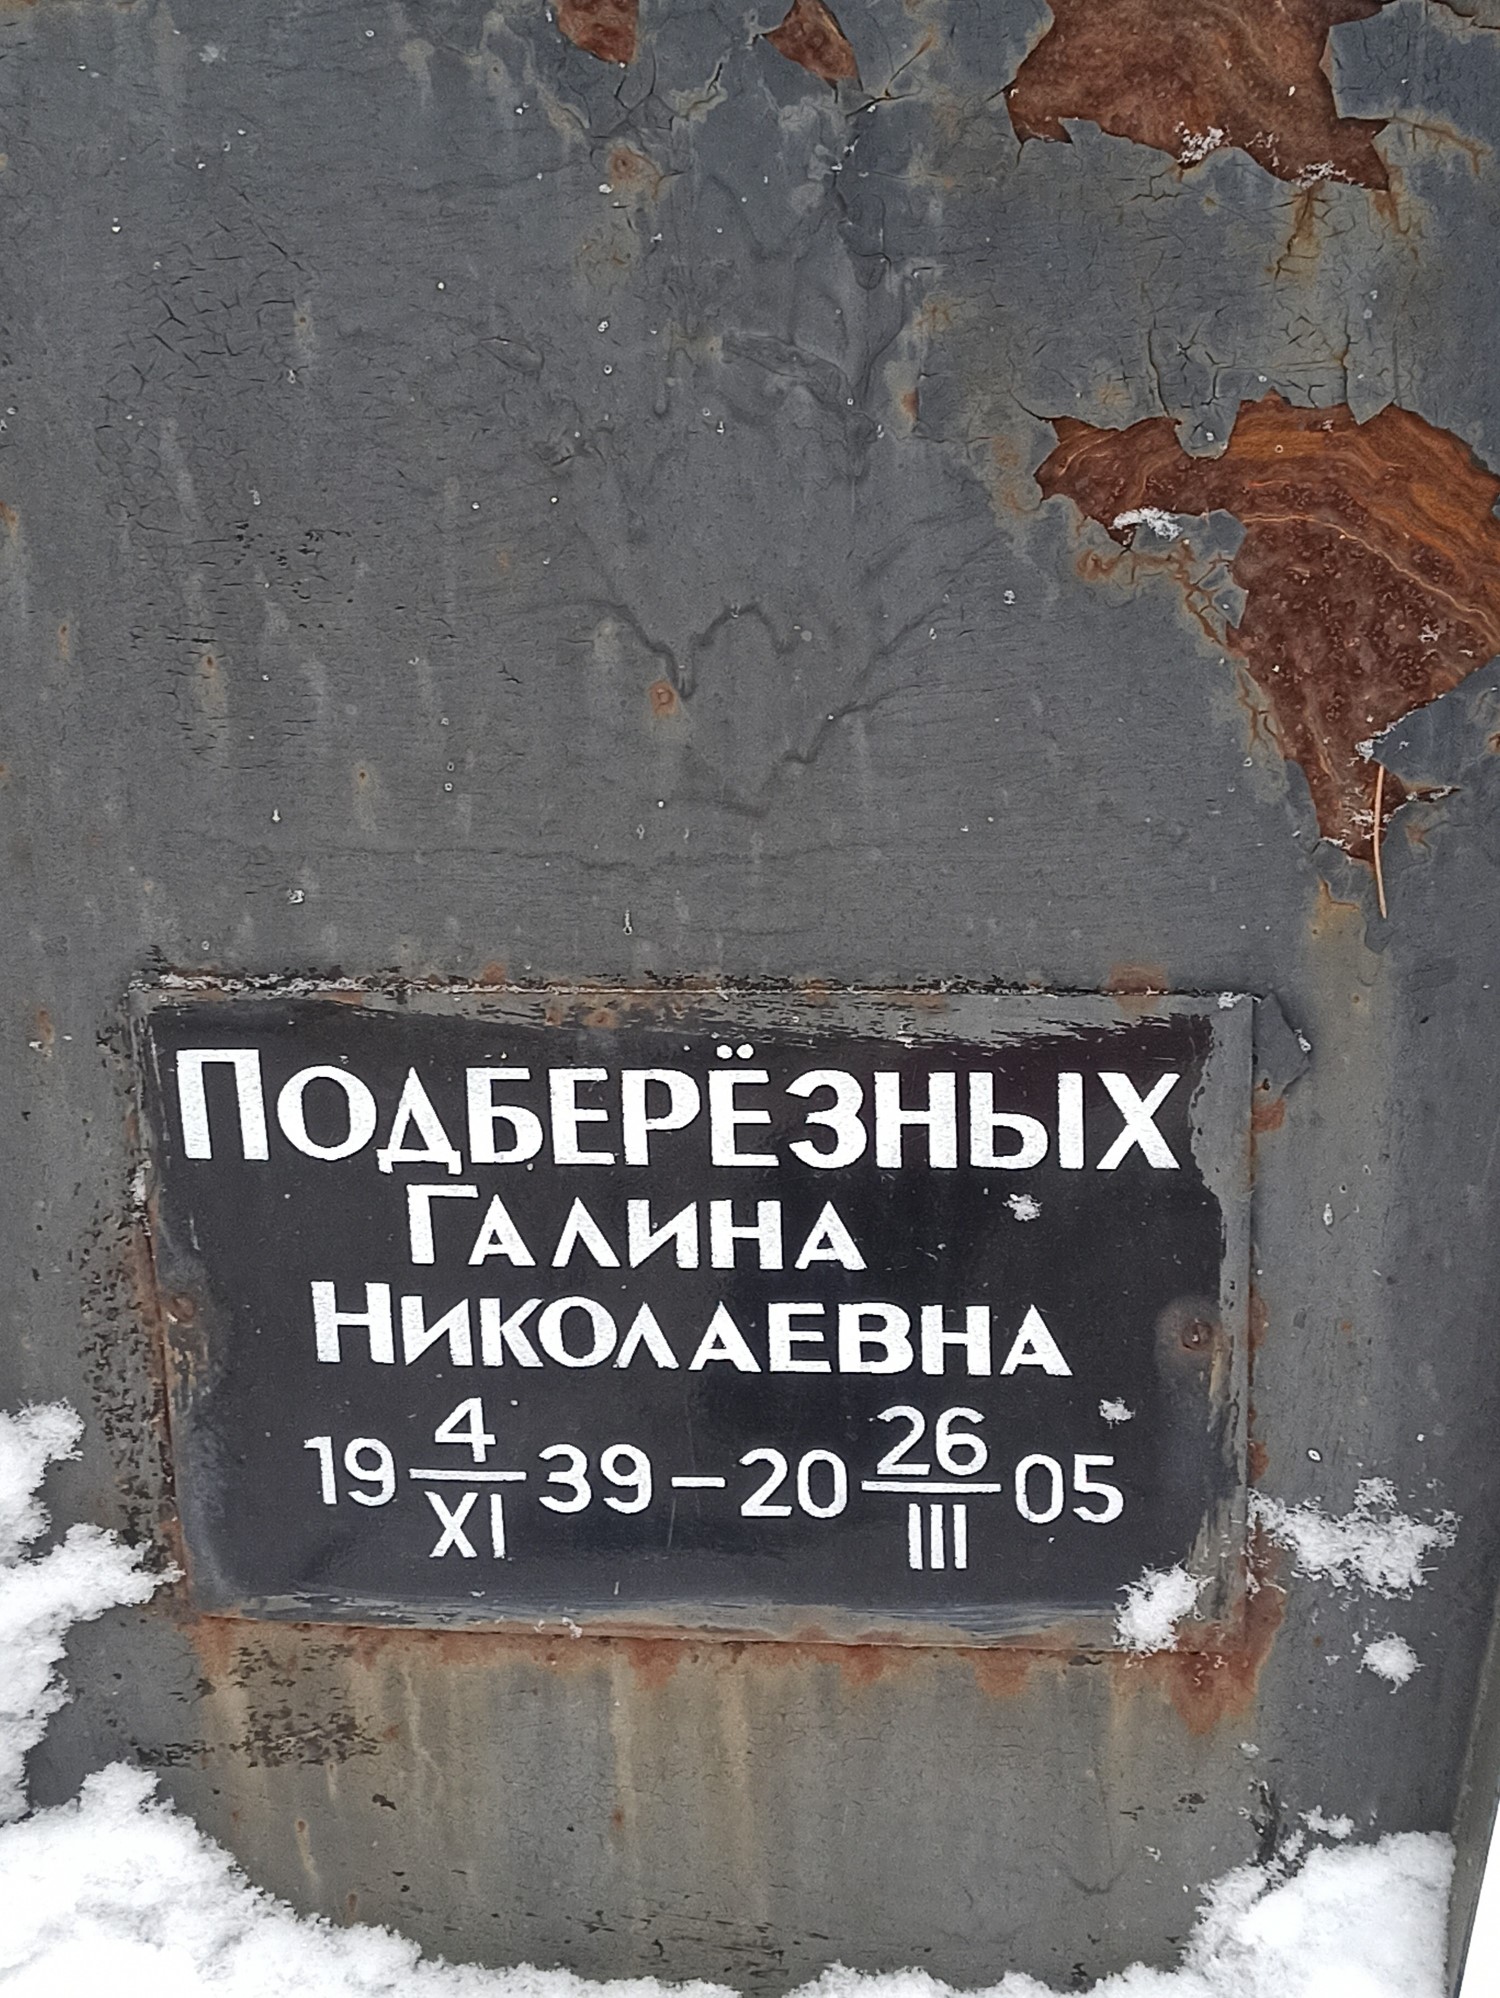 Подберёзных
Галина
Николаевна
19 4/XI 39 – 20 26/III 05